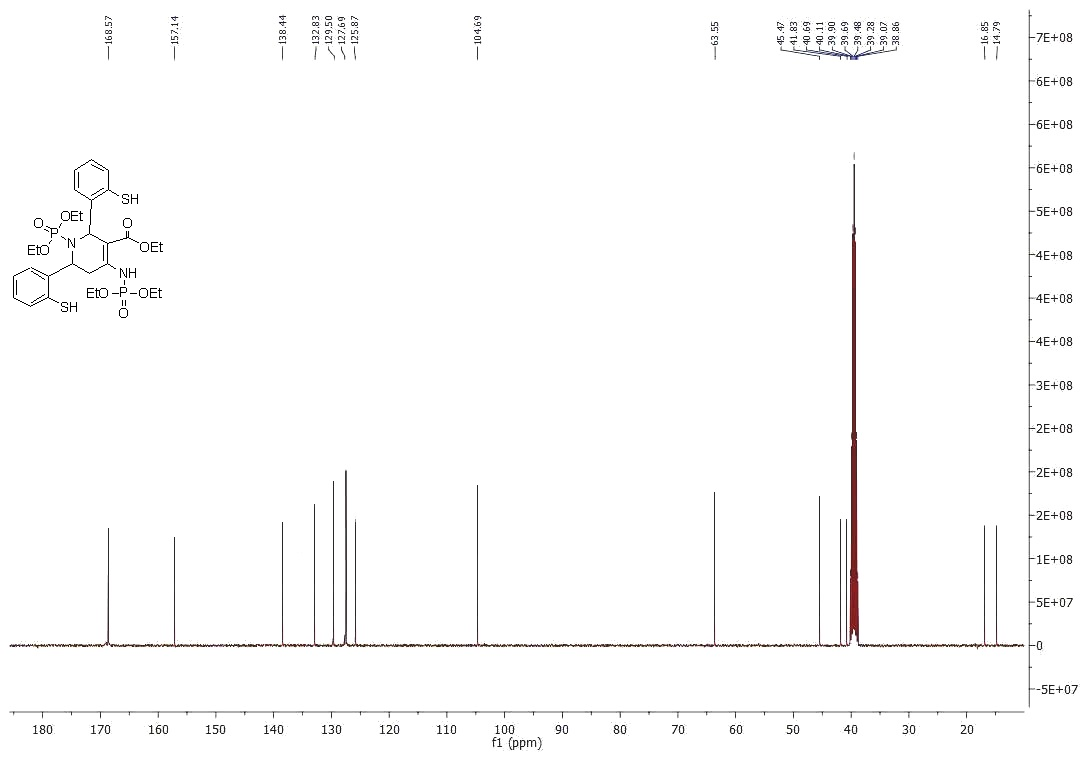 168.57
157.14
138.44
132.83
129.50
127.69
125.87
104.69
63.55
45.47
41.83
40.69
40.11
39.90
39.69
39.48
39.28
39.07
38.86
16.85
14.79
7E+08
6E+08
6E+08
6E+08
5E+08
4E+08
4E+08
4E+08
3E+08
2E+08
2E+08
2E+08
1E+08
5E+07
0
-5E+07
SH
OEt
O
P
EtO
N
O
OEt
NH
EtO P OEt
SH
O
180 170 160 150 140 130 120 110 100 90 80 70 60 50 40 30 20
f1 (ppm)